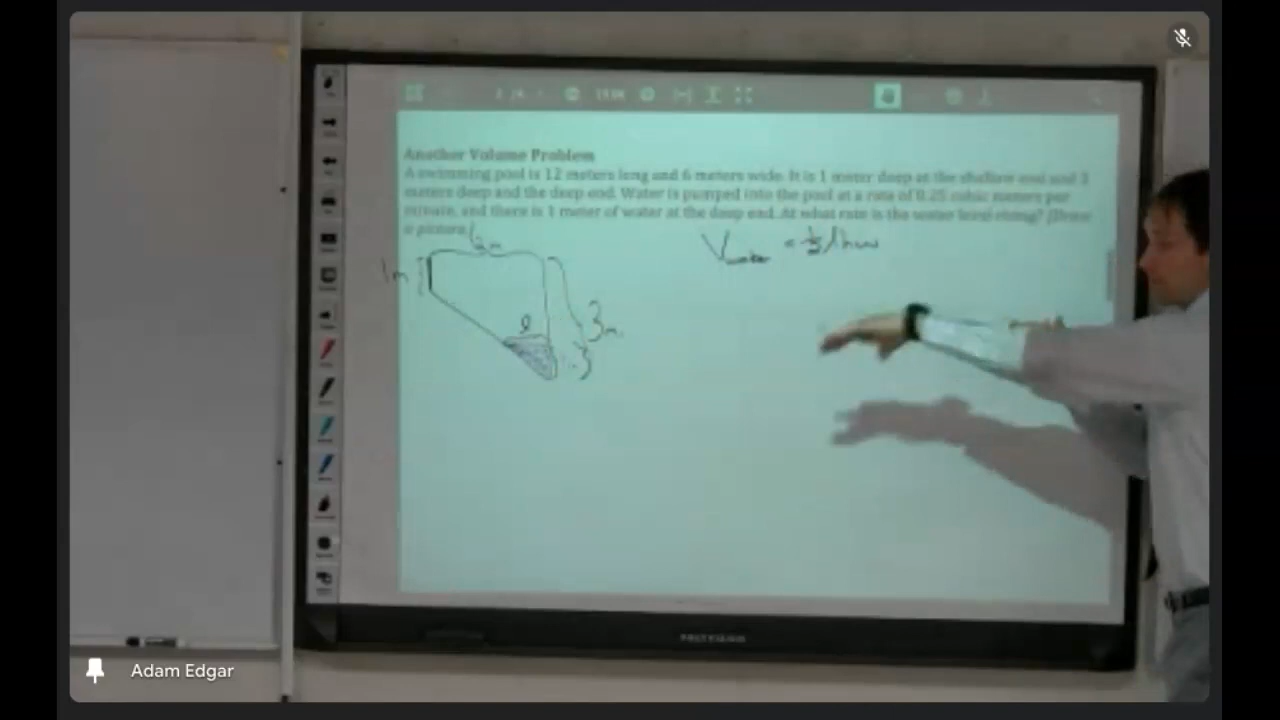 Another Volume Problem
A swimming pool is 12 meters long and 6 meters wide. It is 1 meter deep at the shallow end and 3
meters deep and the deep end. Water is pumped into the pool at a rate of 0.25 cubic meters per
minute, and there is 1 meter of water at the deep end. At what rate is the water level rising? [Draw
a picture.]
12m
1m
3m
Adam Edgar